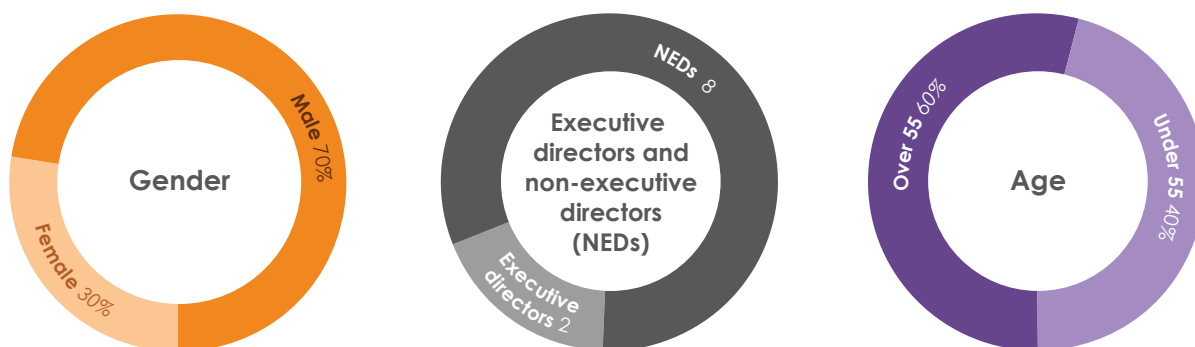 Male 70%
Female 30%
Gender
NEDs 8
Executive
directors 2
Executive
directors and
non-executive
directors
(NEDs)
Over 55 60%
Under 55 40%
Age